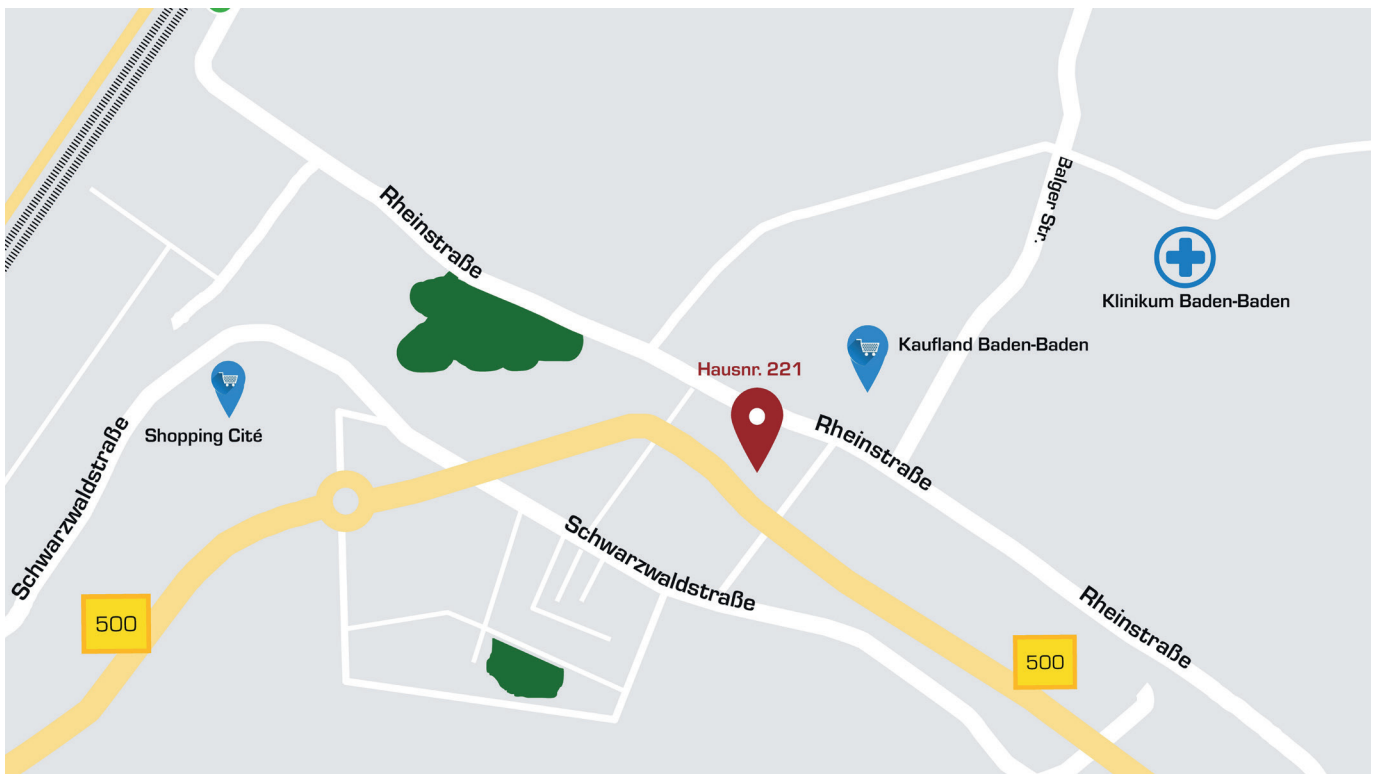 Rheinstraße
Balger Str.
Klinikum Baden-Baden
Kaufland Baden-Baden
Hausnr. 221
Shopping Cité
Rheinstraße
Schwarzwaldstraße
Schwarzwaldstraße
500
Rheinstraße
500